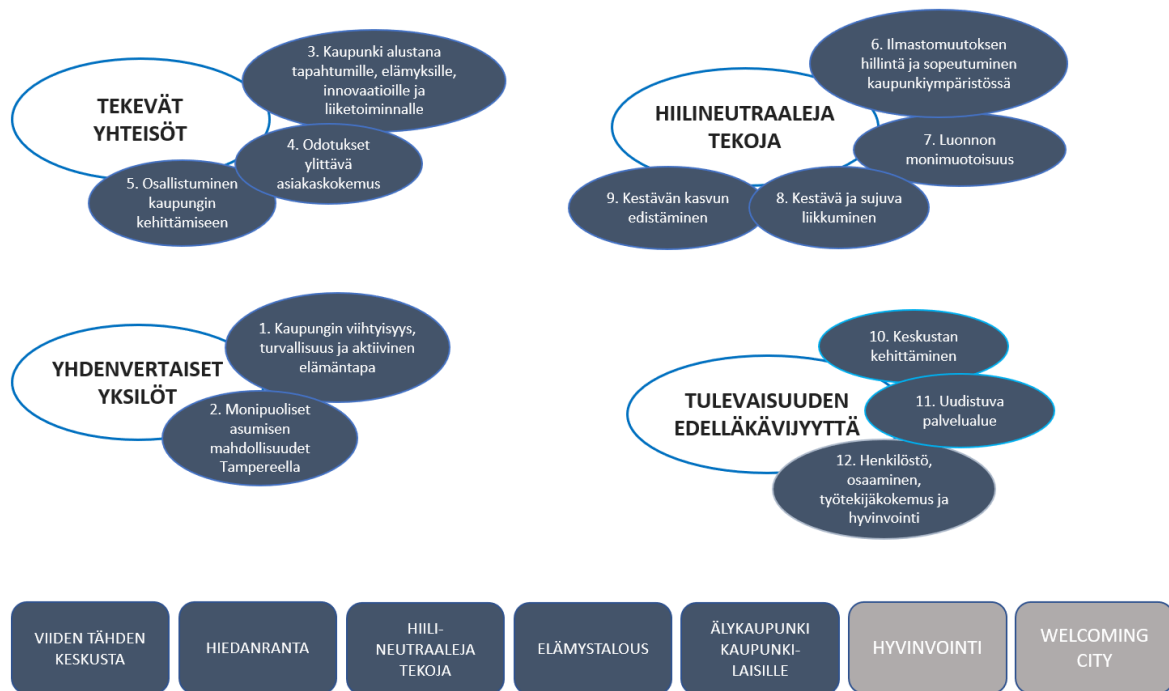 TEKEVÄT
YHTEISÖT
3. Kaupunki alustana
tapahtumille, elämyksille,
innovaatioille ja
liiketoiminnalle
4. Odotukset
ylittävä
asiakaskokemus
5. Osallistuminen
kaupungin
kehittämiseen
HIILINEUTRAALEJA
TEKOJA
6. Ilmastomuutoksen
hillintä ja sopeutuminen
kaupunkiympäristössä
7. Luonnon
monimuotoisuus
8. Kestävä ja sujuva
liikkuminen
9. Kestävän kasvun
edistäminen
YHDENVERTAISET
YKSILÖT
1. Kaupungin viihtyisyys,
turvallisuus ja aktiivinen
elämäntapa
2. Monipuoliset
asumisen
mahdollisuudet
Tampereella
TULEVAISUUDEN
EDELLÄKÄVIJYYTTÄ
10. Keskustan
kehittäminen
11. Uudistuva
palvelualue
12. Henkilöstö,
osaaminen,
työtekijäkokemus ja
hyvinvointi
VIIDEN TÄHDEN
KESKUSTA
HIEDANRANTA
HIILI-
NEUTRAALEJA
TEKOJA
ELÄMYSTALOUS
ÄLYKAUPUNKI
KAUPUNKI-
LAISILLE
HYVINVOINTI
WELCOMING
CITY